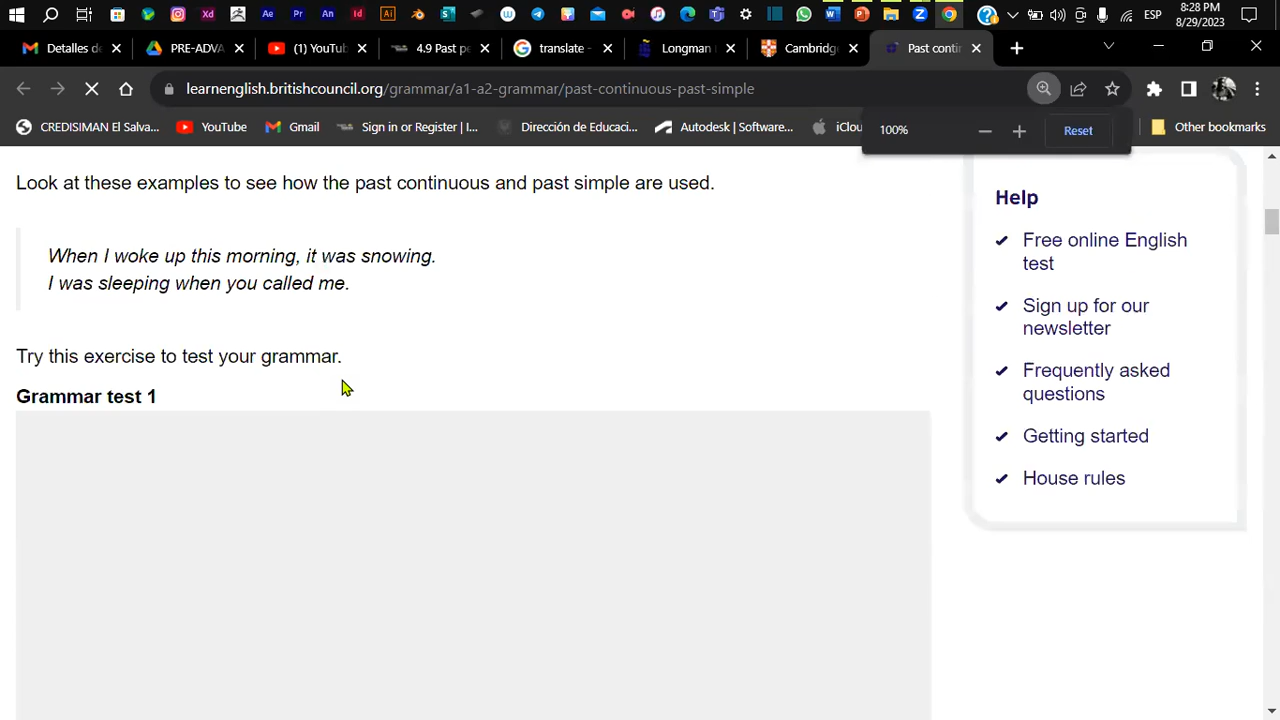 8:28 PM
ESP
8/29/2023
Detalles de
PRE-ADVA
(1) YouTub
4.9 Past pe
translate -
Longman
Cambridge
Past conti
learnenglish.britishcouncil.org/grammar/a1-a2-grammar/past-continuous-past-simple
CREDISIMAN El Salva...
YouTube
Gmail
Sign in or Register | I...
Dirección de Educaci...
Autodesk | Software...
iClou
Other bookmarks
100%
Reset
Look at these examples to see how the past continuous and past simple are used.
When I woke up this morning, it was snowing.
I was sleeping when you called me.
Try this exercise to test your grammar.
Grammar test 1
Help
Free online English
test
Sign up for our
newsletter
Frequently asked
questions
Getting started
House rules